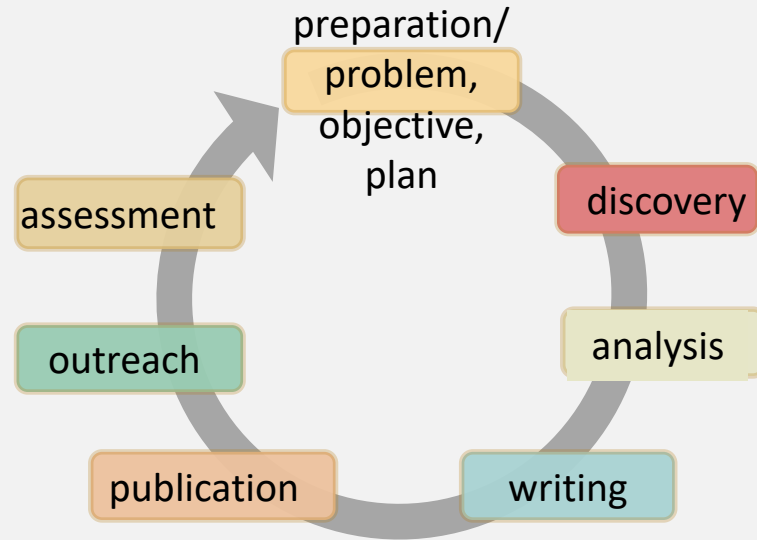 preparation/
problem,
objective,
plan
discovery
analysis
writing
publication
outreach
assessment